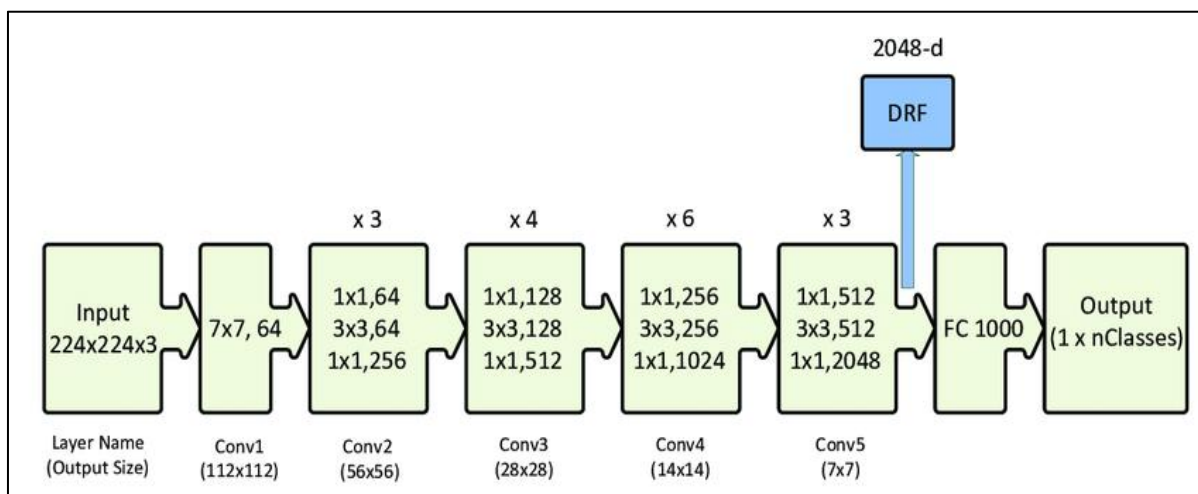 2048-d
DRF
x 3
x 4
x 6
x 3
Input
224x224x3
7x7, 64
1x1,64
3x3,64
1x1,256
1x1,128
3x3,128
1x1,512
1x1,256
3x3,256
1x1,1024
1x1,512
3x3,512
1x1,2048
FC 1000
Output
(1 x nClasses)
Layer Name
(Output Size)
Conv1
(112x112)
Conv2
(56x56)
Conv3
(28x28)
Conv4
(14x14)
Conv5
(7x7)